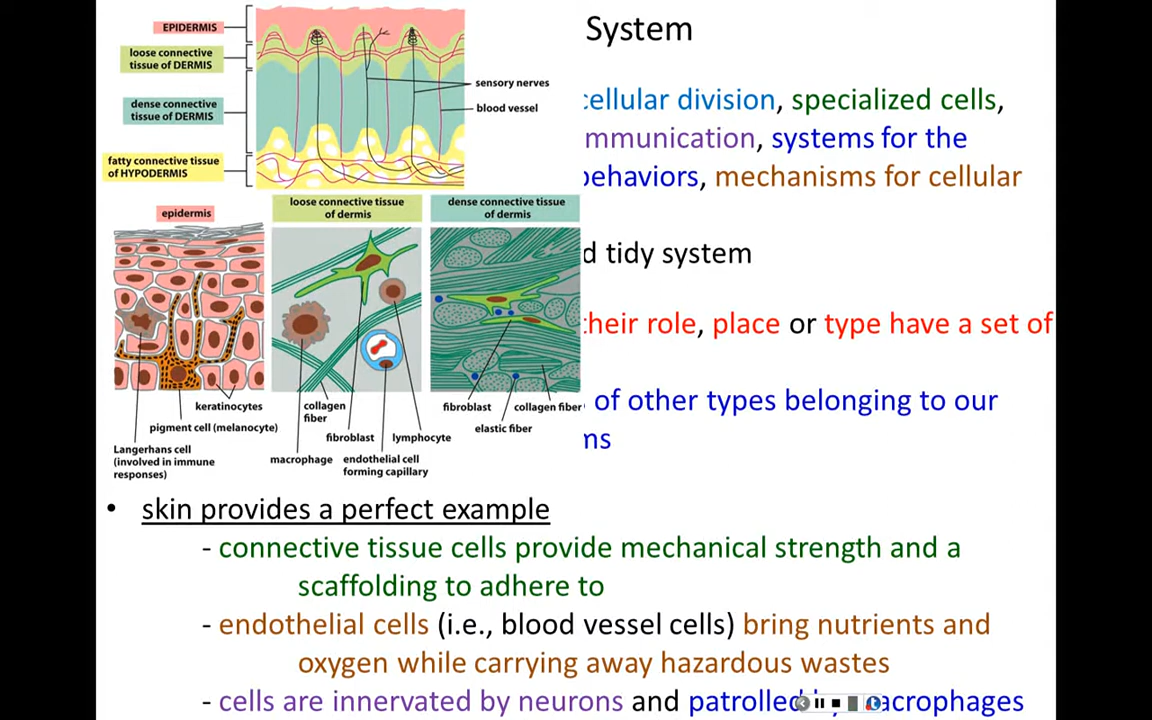 System
EPIDERMIS
loose connective
tissue of DERMIS
dense connective
tissue of DERMIS
fatty connective tissue
of HYPODERMIS
sensory nerves
blood vessel
cellular division, specialized cells,
mmunication, systems for the
behaviors, mechanisms for cellular
d tidy system
their role, place or type have a set of
of other types belonging to our
ms
epidermis
loose connective tissue
of dermis
dense connective tissue
of dermis
keratinocytes
pigment cell (melanocyte)
Langerhans cell
(involved in immune
responses)
collagen
fiber
fibroblast
lymphocyte
macrophage
endothelial cell
forming capillary
fibroblast
collagen fiber
elastic fiber
• skin provides a perfect example
- connective tissue cells provide mechanical strength and a
scaffolding to adhere to
- endothelial cells (i.e., blood vessel cells) bring nutrients and
oxygen while carrying away hazardous wastes
- cells are innervated by neurons and patrolled by macrophages